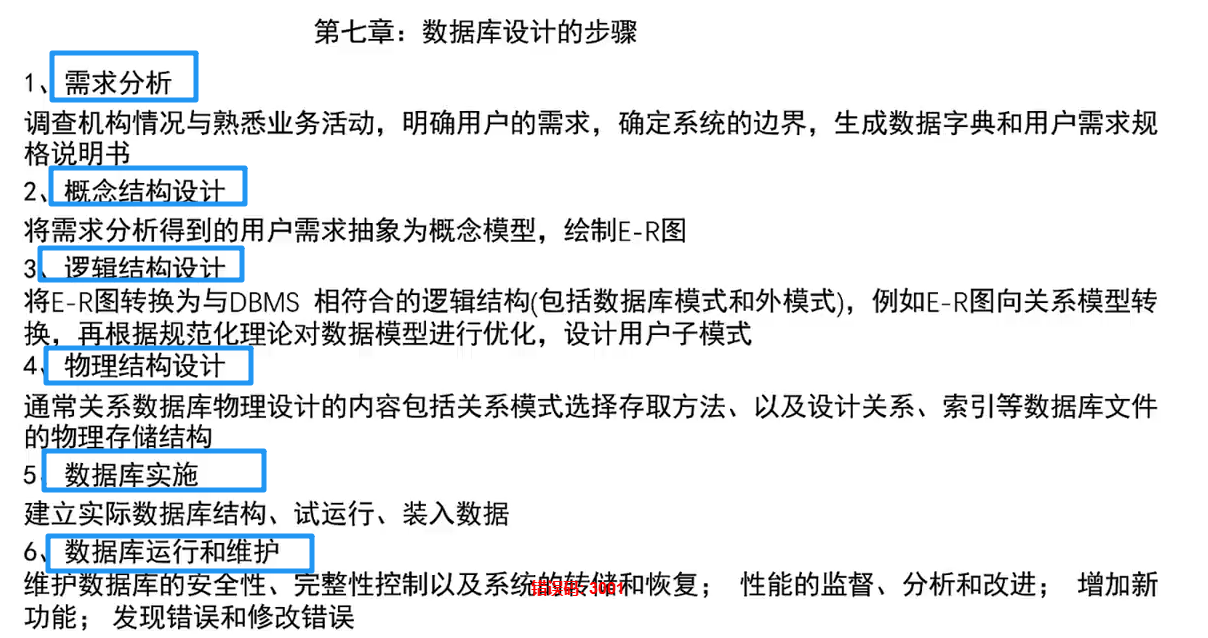 第七章：数据库设计的步骤
1、需求分析
调查机构情况与熟悉业务活动，明确用户的需求，确定系统的边界，生成数据字典和用户需求规
格说明书
2、概念结构设计
将需求分析得到的用户需求抽象为概念模型，绘制E-R图
3、逻辑结构设计
将E-R图转换为与DBMS 相符合的逻辑结构(包括数据库模式和外模式)，例如E-R图向关系模型转
换，再根据规范化理论对数据模型进行优化，设计用户子模式
4、物理结构设计
通常关系数据库物理设计的内容包括关系模式选择存取方法、以及设计关系、索引等数据库文件
的物理存储结构
5、数据库实施
建立实际数据库结构、试运行、装入数据
6、数据库运行和维护
维护数据库的安全性、完整性控制以及系统的转储和恢复； 性能的监督、分析和改进； 增加新
功能； 发现错误和修改错误